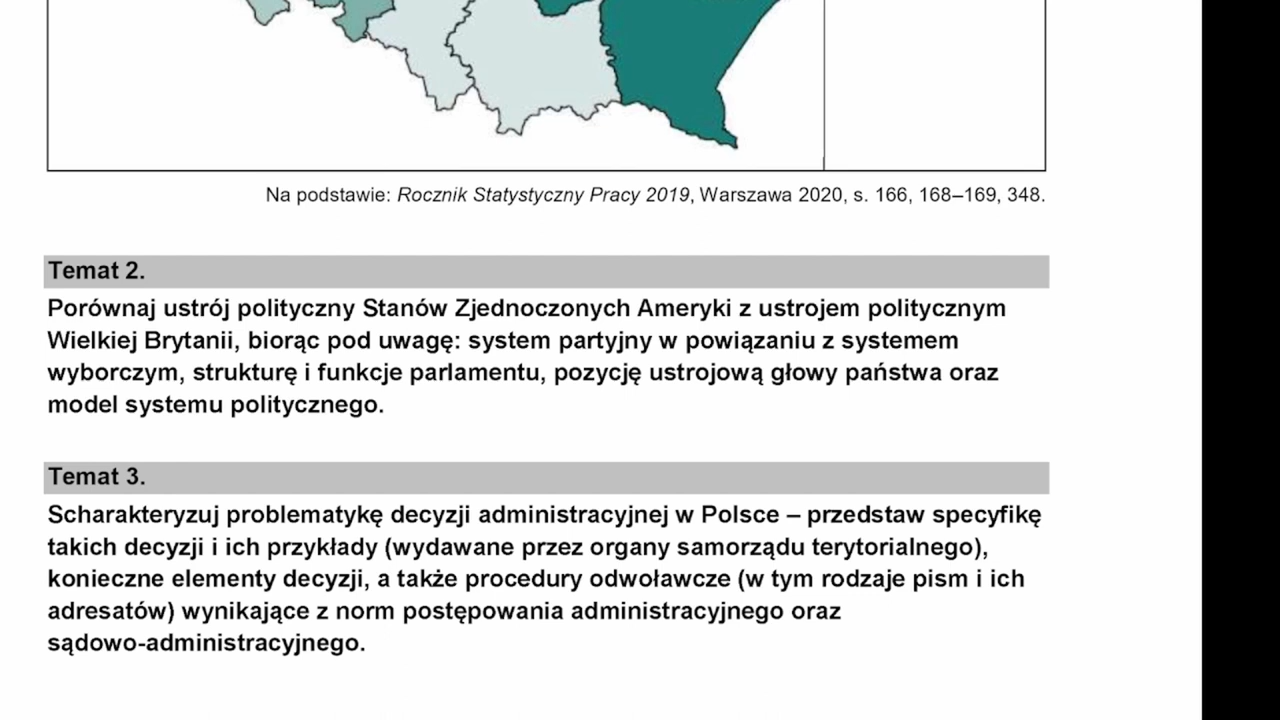 Na podstawie: Rocznik Statystyczny Pracy 2019, Warszawa 2020, s. 166, 168–169, 348.
Temat 2.
Porównaj ustrój polityczny Stanów Zjednoczonych Ameryki z ustrojem politycznym
Wielkiej Brytanii, biorąc pod uwagę: system partyjny w powiązaniu z systemem
wyborczym, strukturę i funkcje parlamentu, pozycję ustrojową głowy państwa oraz
model systemu politycznego.
Temat 3.
Scharakteryzuj problematykę decyzji administracyjnej w Polsce – przedstaw specyfikę
takich decyzji i ich przykłady (wydawane przez organy samorządu terytorialnego),
konieczne elementy decyzji, a także procedury odwoławcze (w tym rodzaje pism i ich
adresatów) wynikające z norm postępowania administracyjnego oraz
sądowo-administracyjnego.